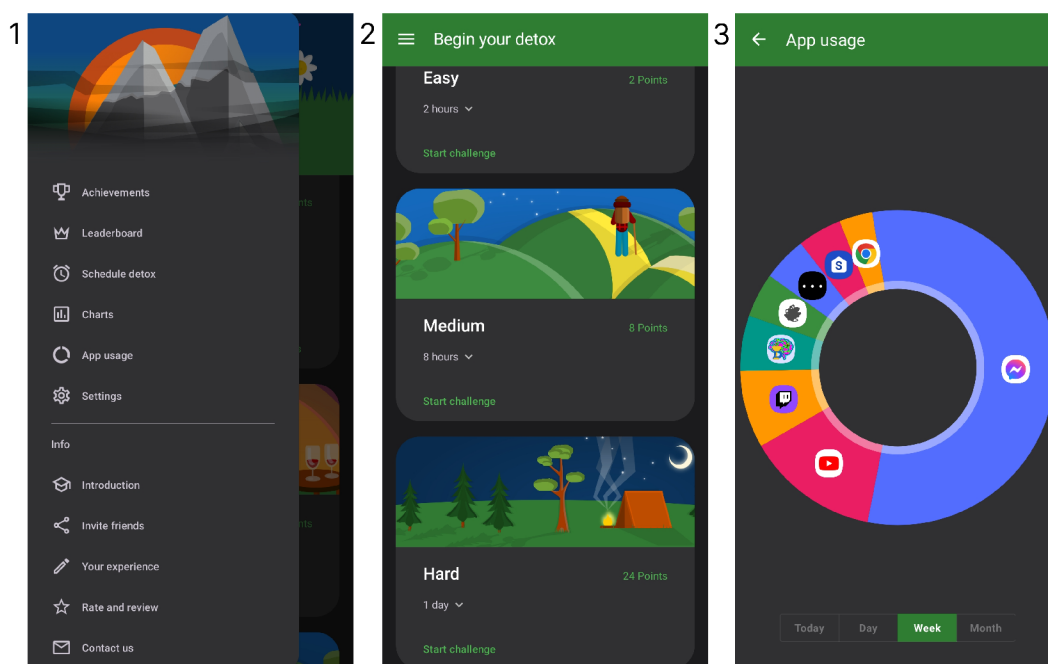 1
Achievements
Leaderboard
Schedule detox
Charts
App usage
Settings
Info
Introduction
Invite friends
Your experience
Rate and review
Contact us
nts
nts
2
Begin your detox
Easy
2 Points
2 hours
Start challenge
Medium
8 Points
8 hours
Start challenge
Hard
24 Points
1 day
Start challenge
3
App usage
S
Today Day Week Month